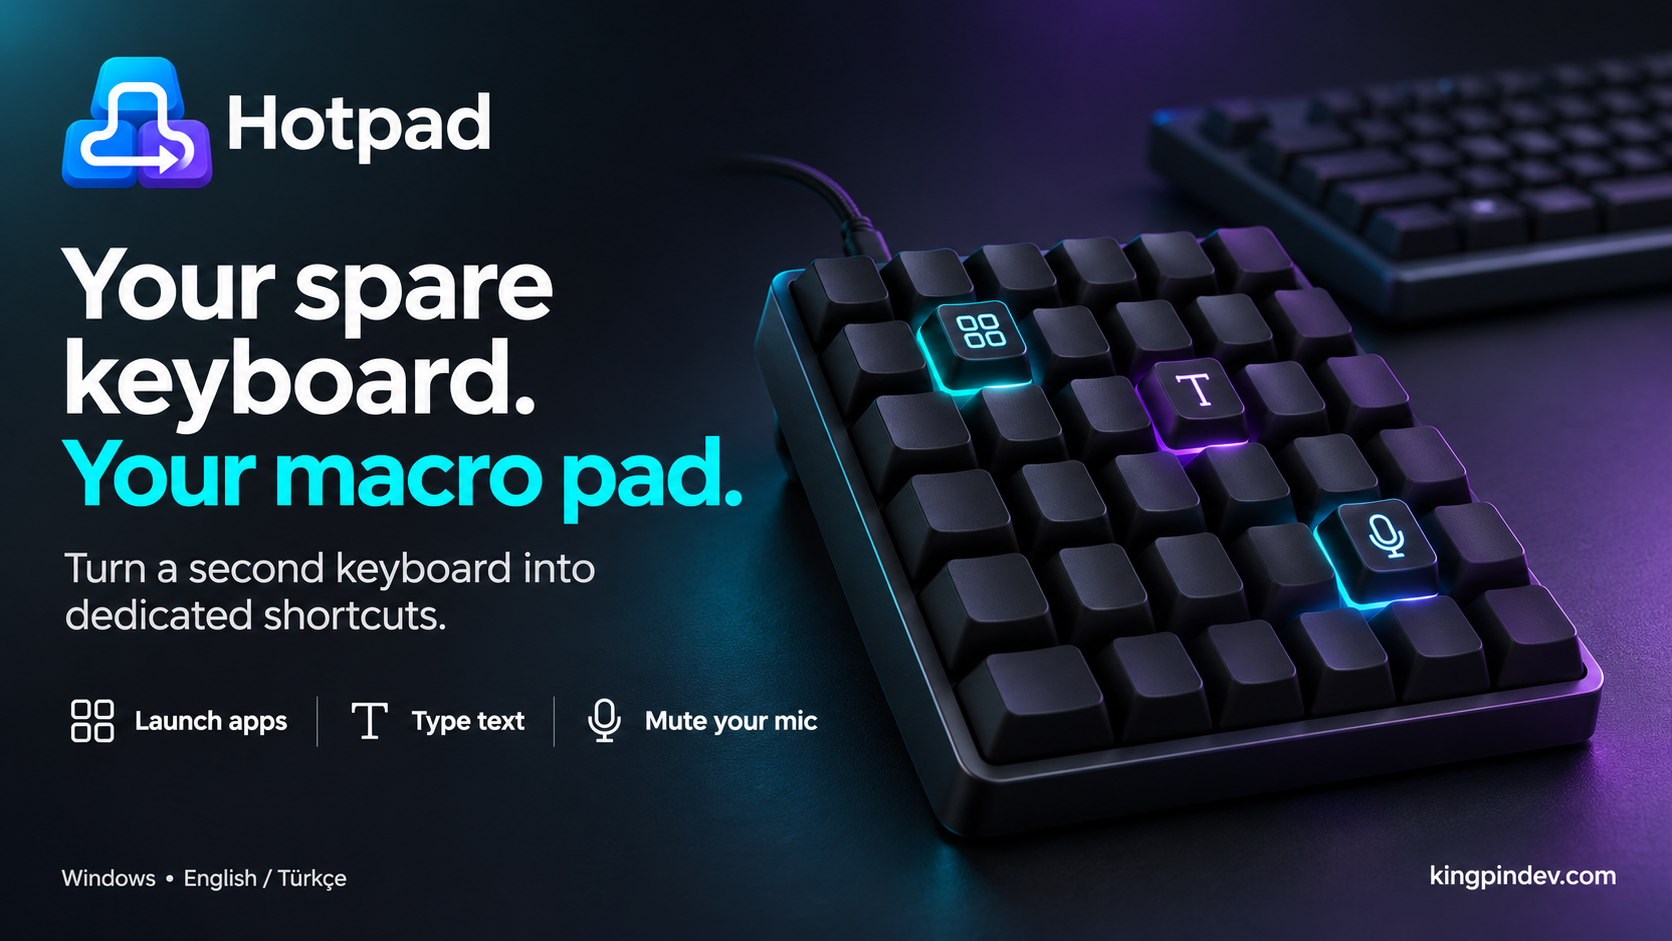 Hotpad
Your spare
keyboard.
Your macro pad.
Turn a second keyboard into
dedicated shortcuts.
Launch apps
T Type text
Mute your mic
T
Windows • English / Türkçe
kingpindev.com